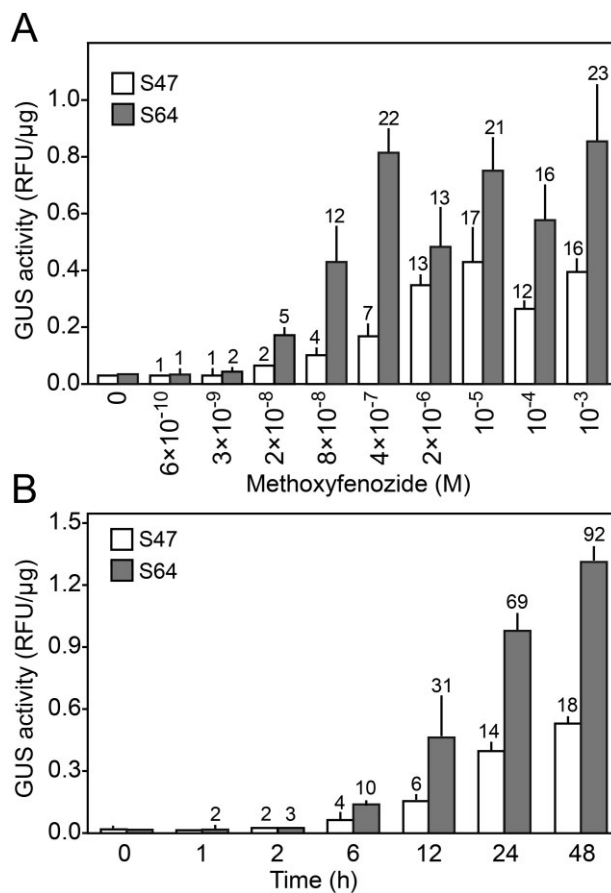 A
S47
S64
GUS activity (RFU/µg)
1.0
0.8
0.6
0.4
0.2
0.0
1 1 1 2 2 5 4 12 7 22 13 13 17 21 12 16 16 23
0 6×10⁻¹⁰ 3×10⁻⁹ 2×10⁻⁸ 8×10⁻⁸ 4×10⁻⁷ 2×10⁻⁶ 10⁻⁵ 10⁻⁴ 10⁻³
Methoxyfenozide (M)
B
S47
S64
GUS activity (RFU/µg)
1.5
1.2
0.9
0.6
0.3
0.0
2 2 3 4 10 6 31 14 69 18 92
0 1 2 6 12 24 48
Time (h)